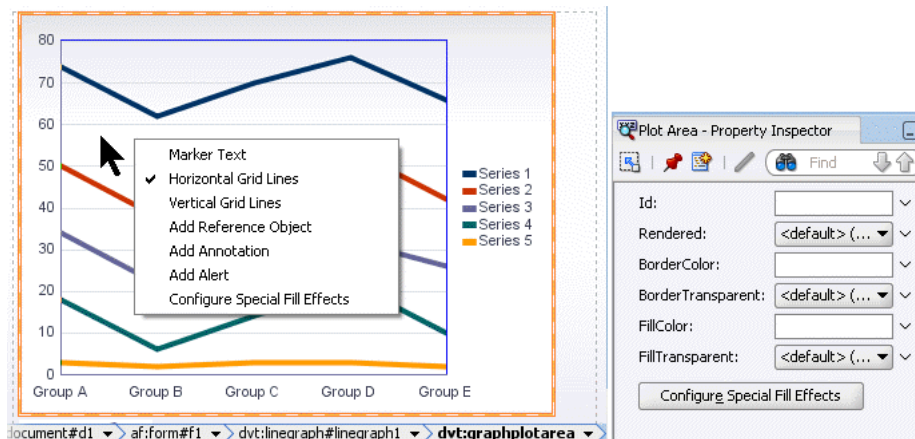 80
70
60
50
40
30
20
10
0
Group A Group B Group C Group D Group E
Marker Text
Horizontal Grid Lines
Vertical Grid Lines
Add Reference Object
Add Annotation
Add Alert
Configure Special Fill Effects
Series 1
Series 2
Series 3
Series 4
Series 5
ocument#d1 af:form#f1 dvt:linegraph#linegraph1 dvt:graphplotarea
Plot Area - Property Inspector
Find
Id:
Rendered: <default> (...
BorderColor:
BorderTransparent: <default> (...
FillColor:
FillTransparent: <default> (...
Configure Special Fill Effects